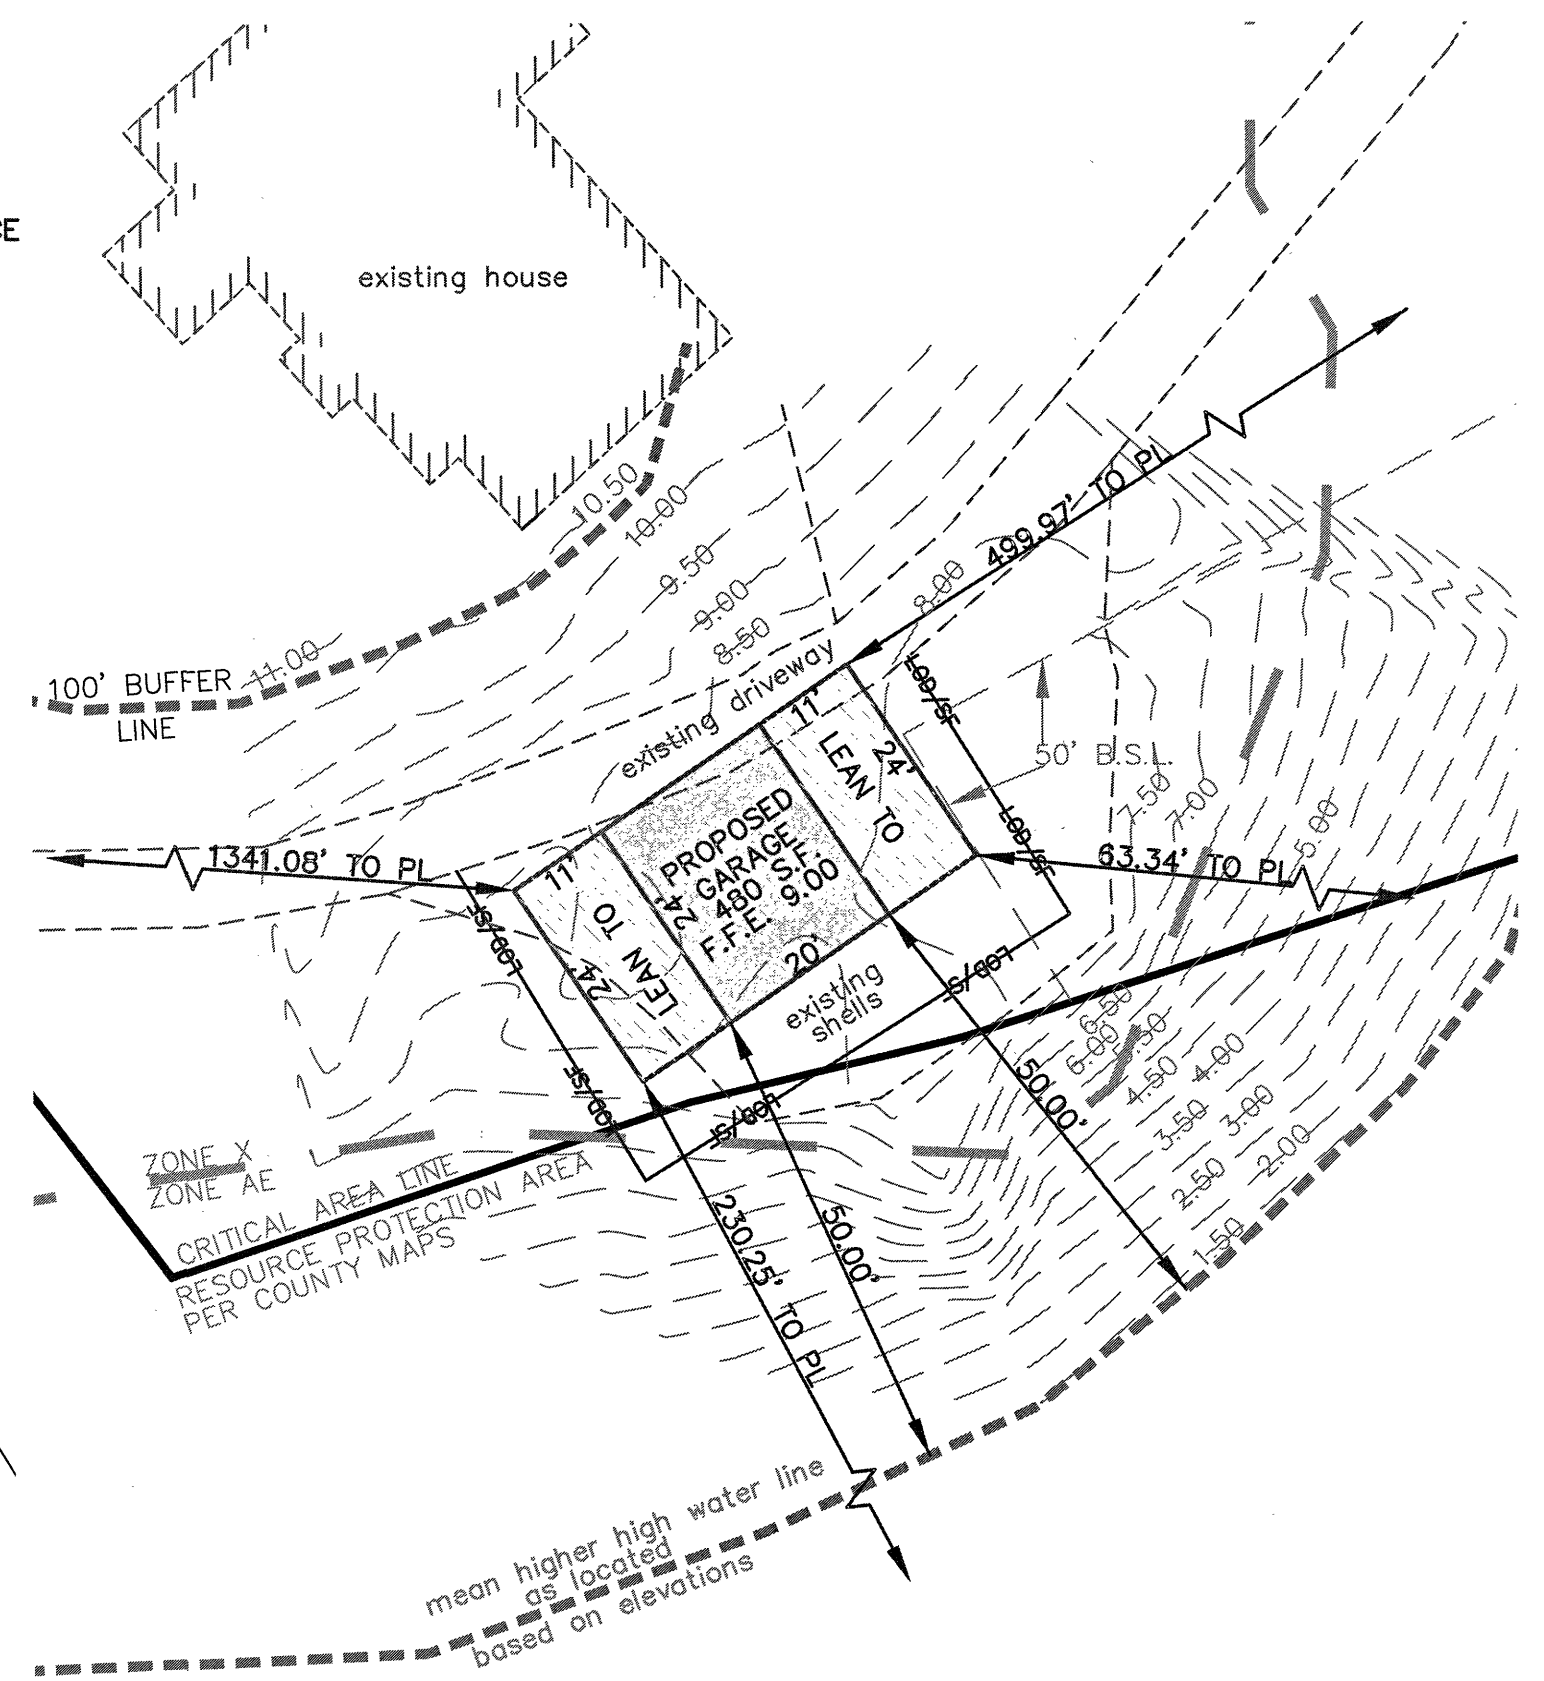 existing house
10.50
10.00
9.50
9.00
8.50
8.00
499.97' TO PL
11.00
100' BUFFER
LINE
existing driveway
LOD/SF
11'
LEAN TO
24'
50' B.S.L.
7.50
7.00
5.00
LOD/SF
PROPOSED
GARAGE
480 S.F.
F.F.E. 9.00
24'
20'
1341.08' TO PL
63.34' TO PL
11'
LEAN TO
24'
LOD/SF
existing
shells
LOD/SF
6.50
6.00
5.50
4.50
4.00
3.50
3.00
2.50
2.00
1.50
50.00'
LOD/SF
LOD/SF
ZONE X
ZONE AE
CRITICAL AREA LINE
RESOURCE PROTECTION AREA
PER COUNTY MAPS
230.25' TO PL
50.00'
mean higher high water line
as located
based on elevations